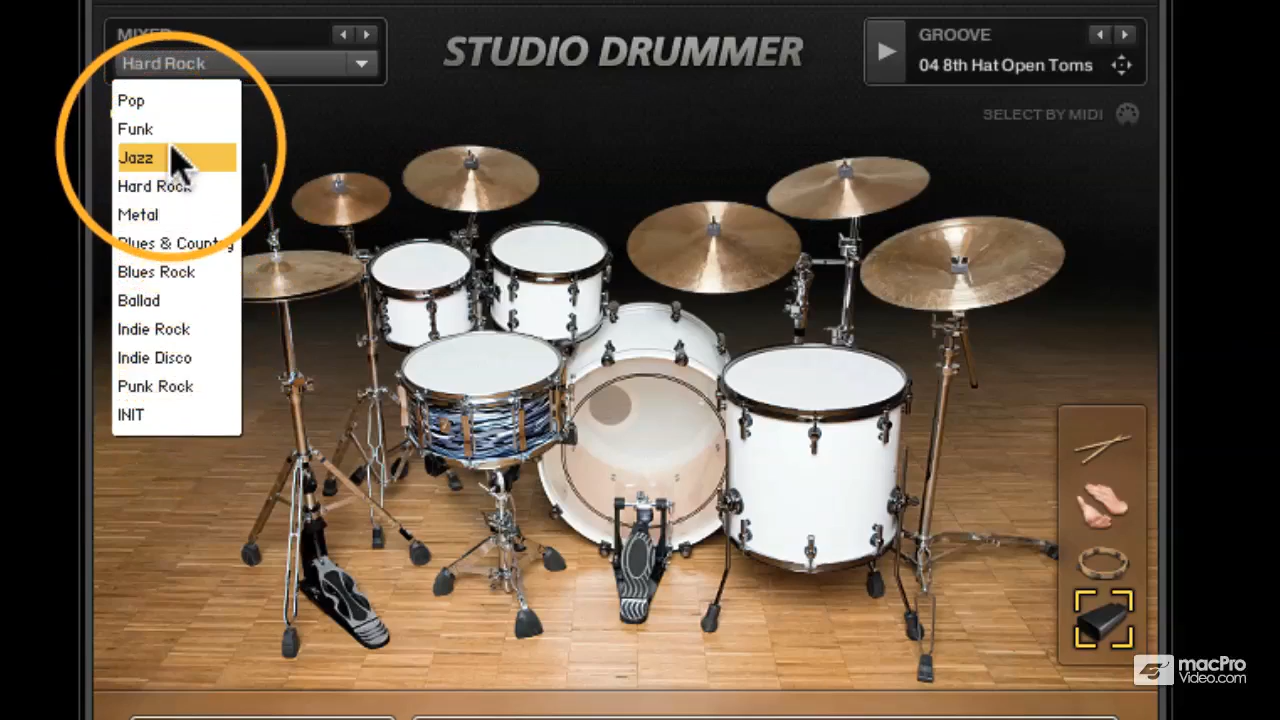 MIXER
Hard Rock
STUDIO DRUMMER
GROOVE
04 8th Hat Open Toms
SELECT BY MIDI
Pop
Funk
Jazz
Hard Rock
Metal
Blues & Country
Blues Rock
Ballad
Indie Rock
Indie Disco
Punk Rock
INIT
macPro
Video.com